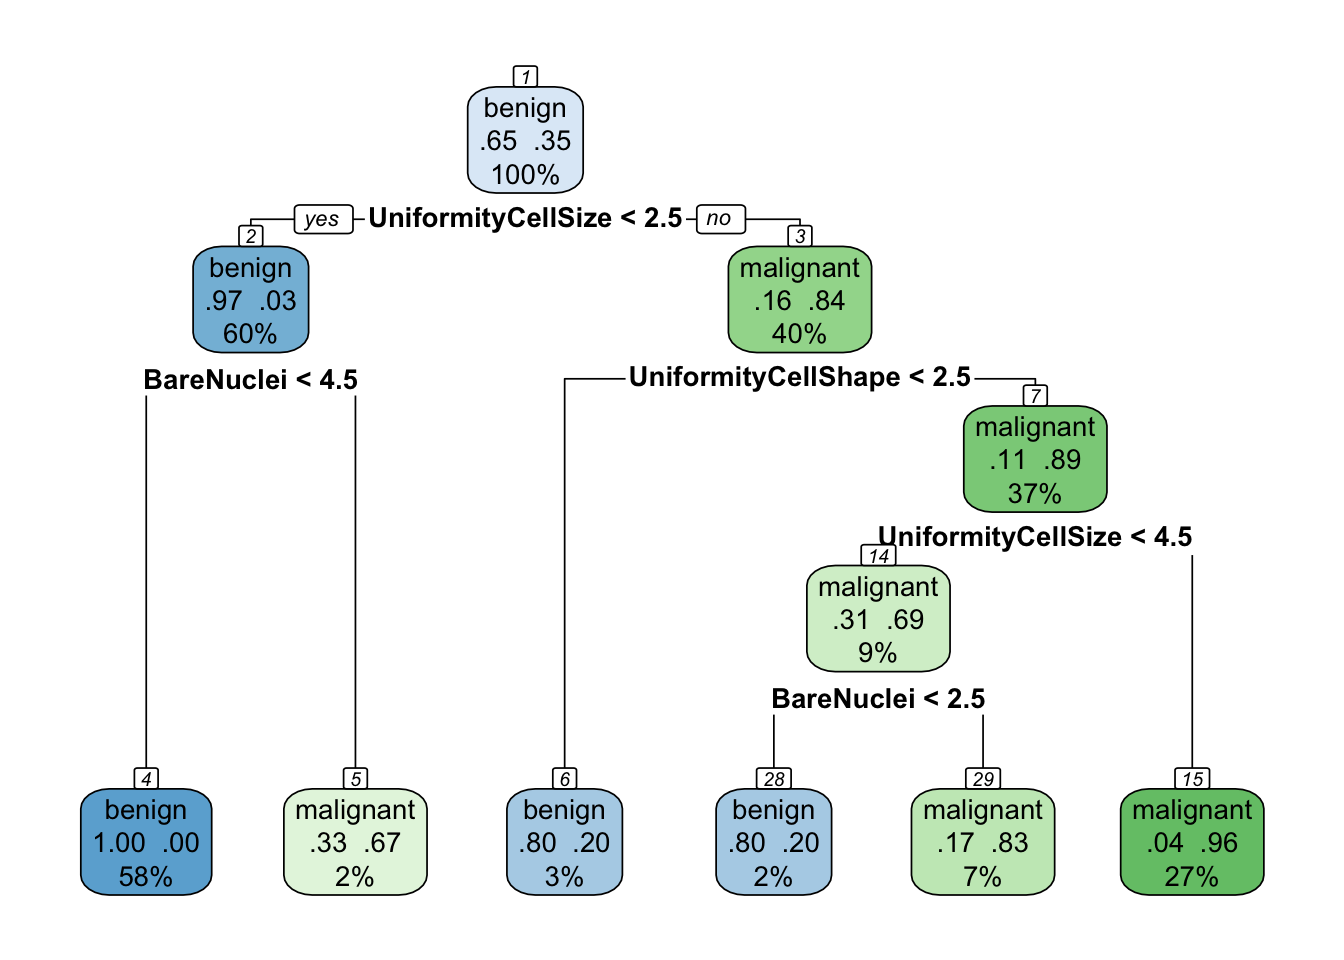 1
benign
.65 .35
100%
yes UniformityCellSize < 2.5 no
2
benign
.97 .03
60%
3
malignant
.16 .84
40%
BareNuclei < 4.5
UniformityCellShape < 2.5
7
malignant
.11 .89
37%
UniformityCellSize < 4.5
14
malignant
.31 .69
9%
BareNuclei < 2.5
4
benign
1.00 .00
58%
5
malignant
.33 .67
2%
6
benign
.80 .20
3%
28
benign
.80 .20
2%
29
malignant
.17 .83
7%
15
malignant
.04 .96
27%